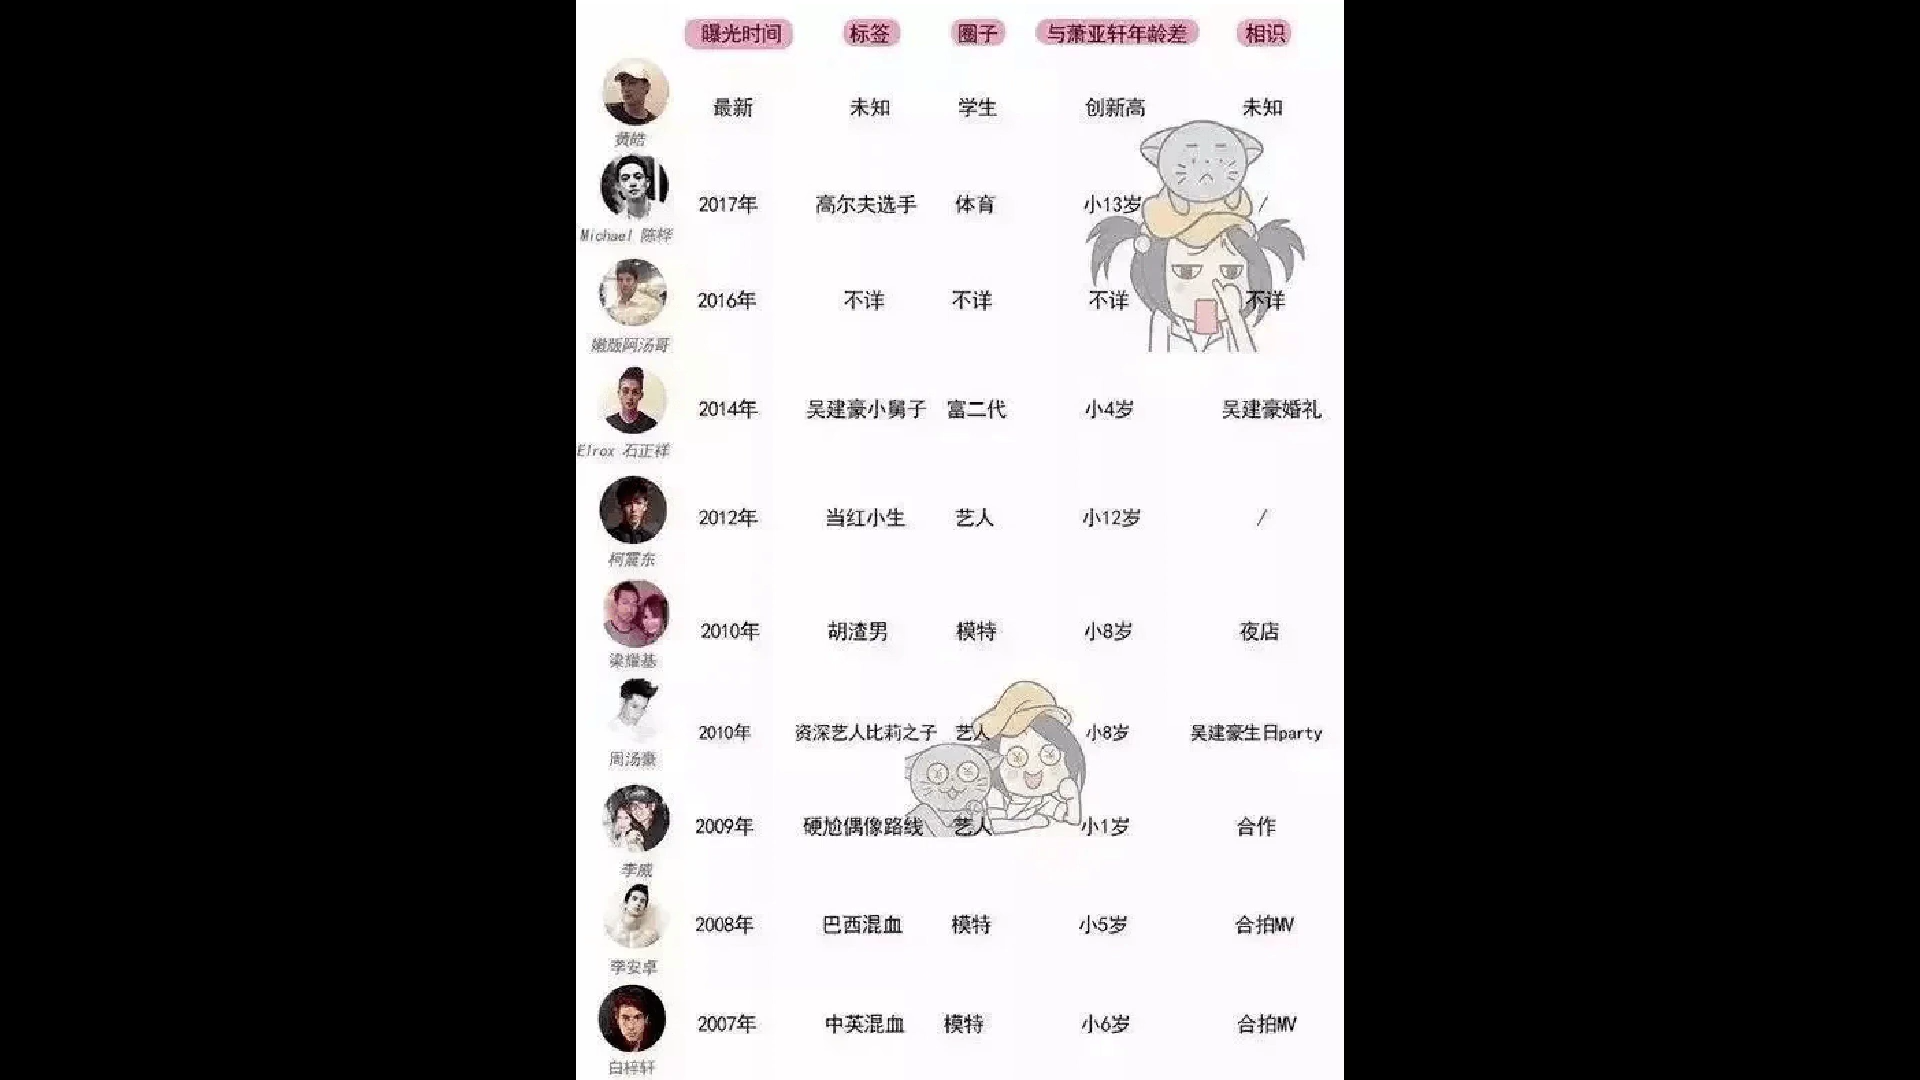 曝光时间 标签 圈子 与萧亚轩年龄差 相识
最新 未知 学生 创新高 未知
黄皓
2017年 高尔夫选手 体育 小13岁 /
Michael 陈桦
2016年 不详 不详 不详 不详
嫩版阿汤哥
2014年 吴建豪小舅子 富二代 小4岁 吴建豪婚礼
Elrox 石正祥
2012年 当红小生 艺人 小12岁 /
柯震东
2010年 胡渣男 模特 小8岁 夜店
梁耀基
2010年 资深艺人比莉之子 艺人 小8岁 吴建豪生日party
周汤豪
2009年 硬尬偶像路线 艺人 小1岁 合作
李威
2008年 巴西混血 模特 小5岁 合拍MV
李安卓
2007年 中英混血 模特 小6岁 合拍MV
白梓轩